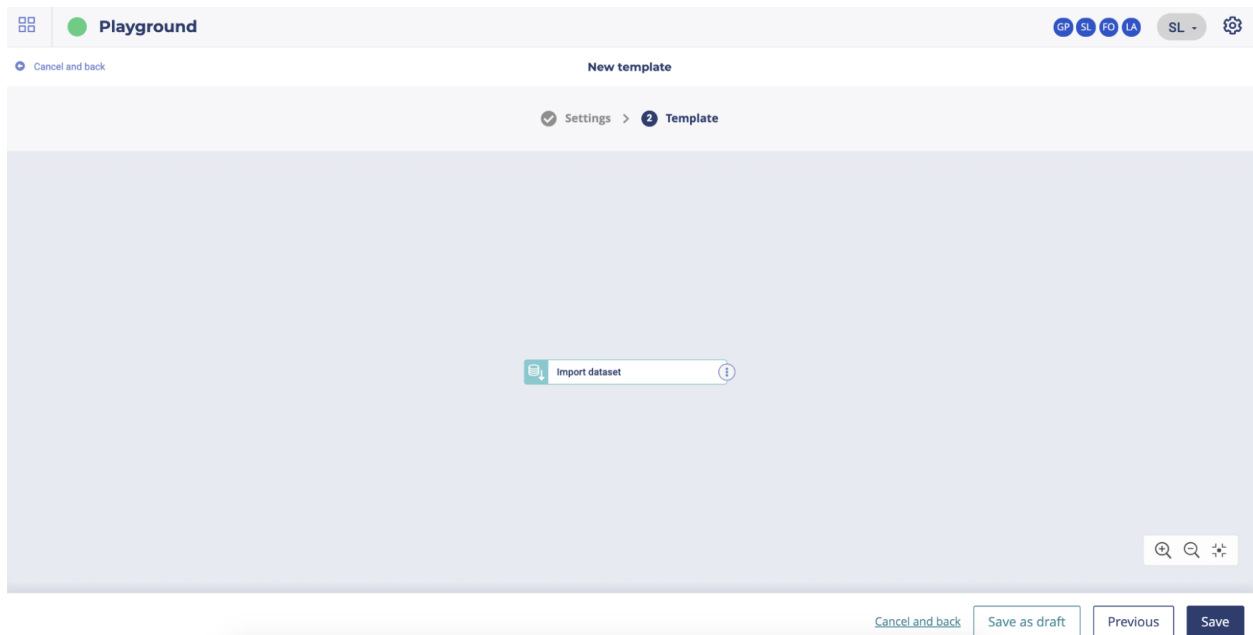 Playground
GP SL FO LA SL
Cancel and back
New template
Settings > 2 Template
Import dataset
Cancel and back Save as draft Previous Save